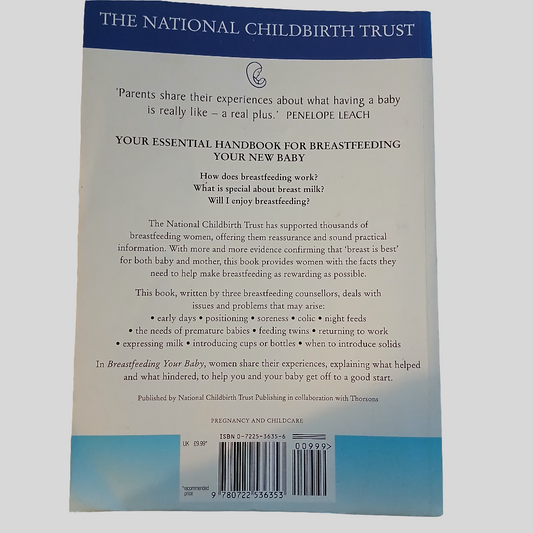 THE NATIONAL CHILDBIRTH TRUST
'Parents share their experiences about what having a baby
is really like – a real plus.' PENELOPE LEACH
YOUR ESSENTIAL HANDBOOK FOR BREASTFEEDING
YOUR NEW BABY
How does breastfeeding work?
What is special about breast milk?
Will I enjoy breastfeeding?
The National Childbirth Trust has supported thousands of
breastfeeding women, offering them reassurance and sound practical
information. With more and more evidence confirming that 'breast is best'
for both baby and mother, this book provides women with the facts they
need to help make breastfeeding as rewarding as possible.
This book, written by three breastfeeding counsellors, deals with
issues and problems that may arise:
• early days • positioning • soreness • colic • night feeds
• the needs of premature babies • feeding twins • returning to work
• expressing milk • introducing cups or bottles • when to introduce solids
In Breastfeeding Your Baby, women share their experiences, explaining what helped
and what hindered, to help you and your baby get off to a good start.
Published by National Childbirth Trust Publishing in collaboration with Thorsons
PREGNANCY AND CHILDCARE
ISBN 0-7225-3635-6
UK £9.99*
00999>
*recommended
price
9 780722 536353